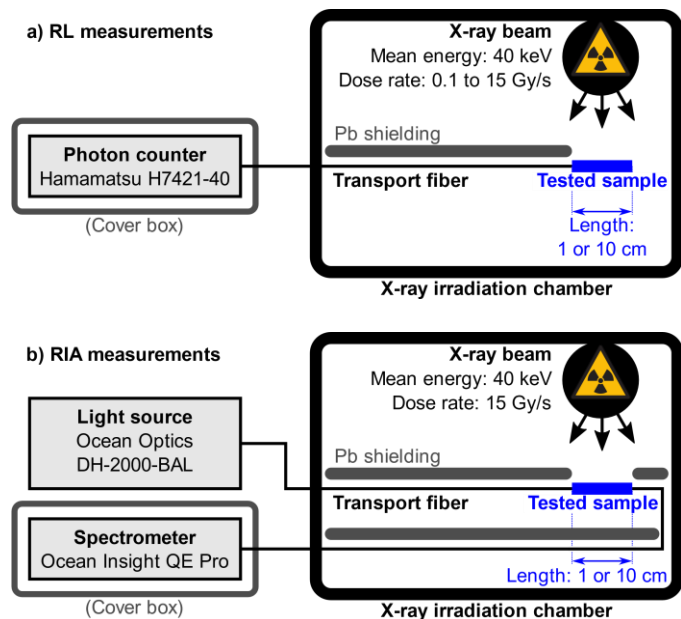 a) RL measurements
X-ray beam
Mean energy: 40 keV
Dose rate: 0.1 to 15 Gy/s
Pb shielding
Photon counter
Hamamatsu H7421-40
(Cover box)
Transport fiber
Tested sample
Length:
1 or 10 cm
X-ray irradiation chamber
b) RIA measurements
X-ray beam
Mean energy: 40 keV
Dose rate: 15 Gy/s
Light source
Ocean Optics
DH-2000-BAL
Pb shielding
Transport fiber
Tested sample
Spectrometer
Ocean Insight QE Pro
(Cover box)
Length: 1 or 10 cm
X-ray irradiation chamber